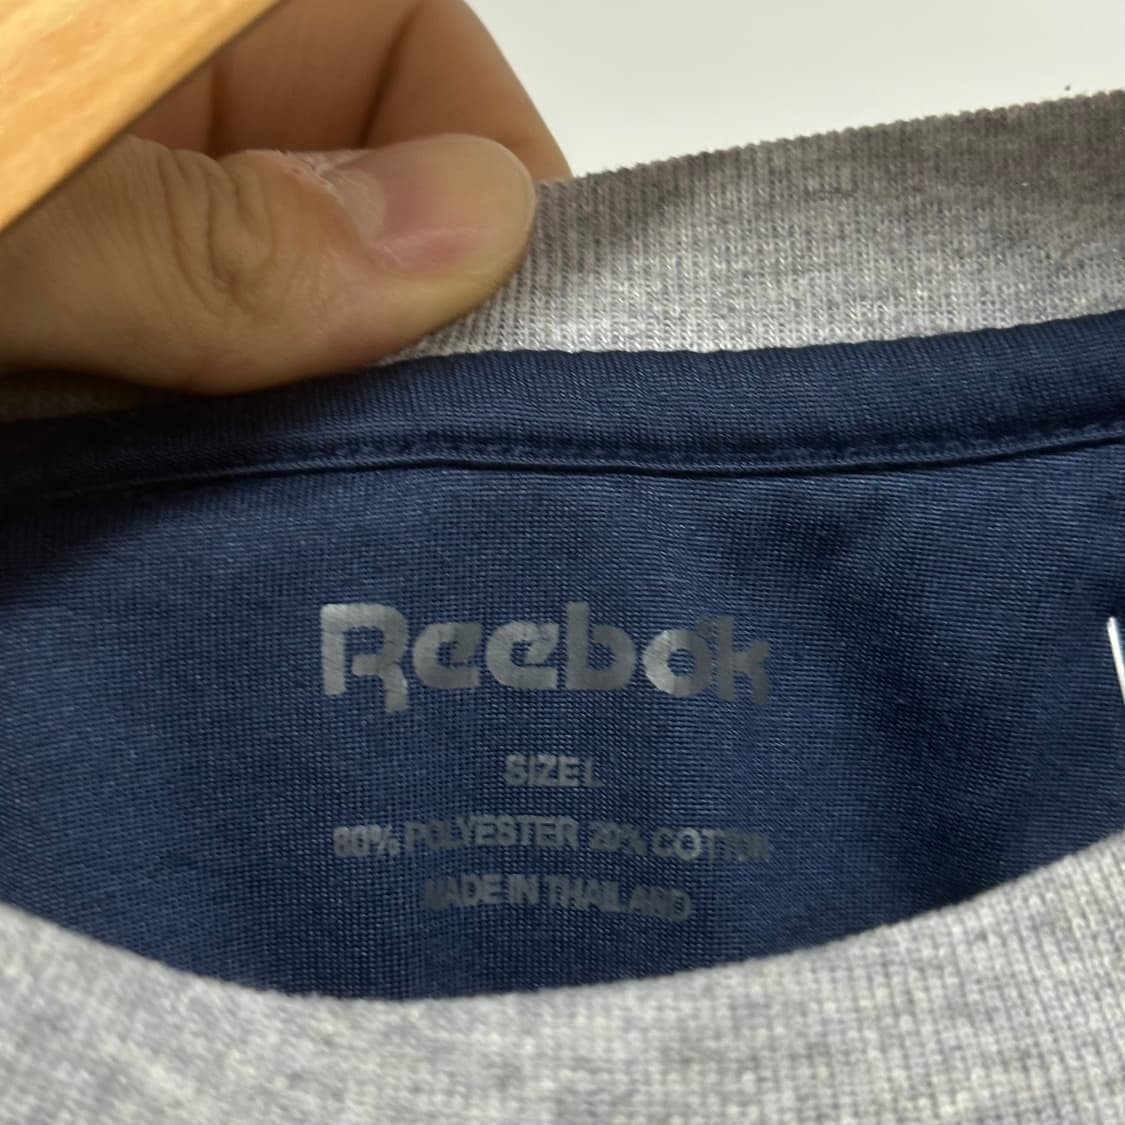 Reebok
SIZE L
80% POLYESTER 20% COTTON
MADE IN THAILAND